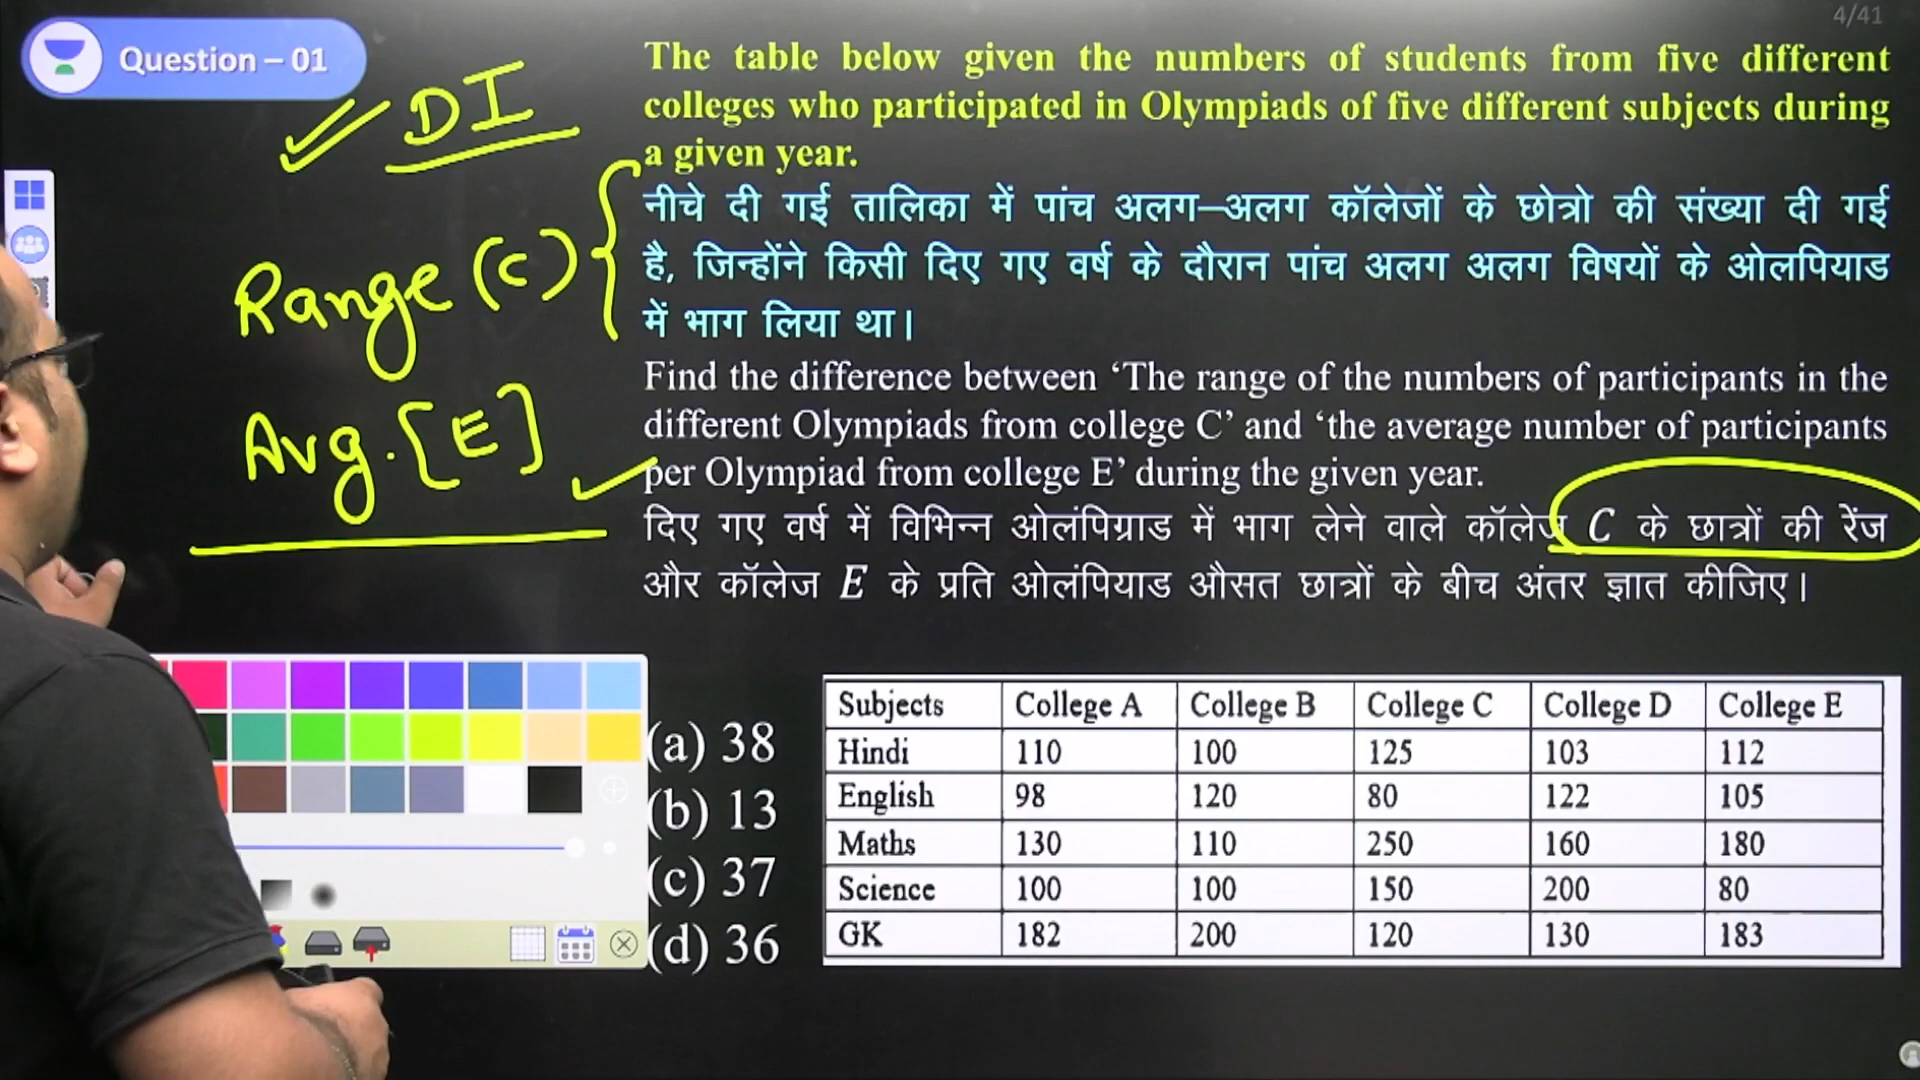 4/41
Question – 01
DI
The table below given the numbers of students from five different
colleges who participated in Olympiads of five different subjects during
a given year.
नीचे दी गई तालिका में पांच अलग–अलग कॉलेजों के छोत्रो की संख्या दी गई
है, जिन्होंने किसी दिए गए वर्ष के दौरान पांच अलग अलग विषयों के ओलपियाड
में भाग लिया था।
Range (C)
Find the difference between ‘The range of the numbers of participants in the
different Olympiads from college C’ and ‘the average number of participants
per Olympiad from college E’ during the given year.
Avg. [E]
दिए गए वर्ष में विभिन्न ओलंपिग्राड में भाग लेने वाले कॉलेज C के छात्रों की रेंज
और कॉलेज E के प्रति ओलंपियाड औसत छात्रों के बीच अंतर ज्ञात कीजिए।
(a) 38
(b) 13
(c) 37
(d) 36
Subjects College A College B College C College D College E
Hindi 110 100 125 103 112
English 98 120 80 122 105
Maths 130 110 250 160 180
Science 100 100 150 200 80
GK 182 200 120 130 183